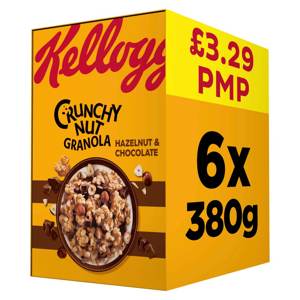 Kellogg
CRUNCHY
NUT
GRANOLA
HAZELNUT &
CHOCOLATE
£3.29
PMP
6x
380g